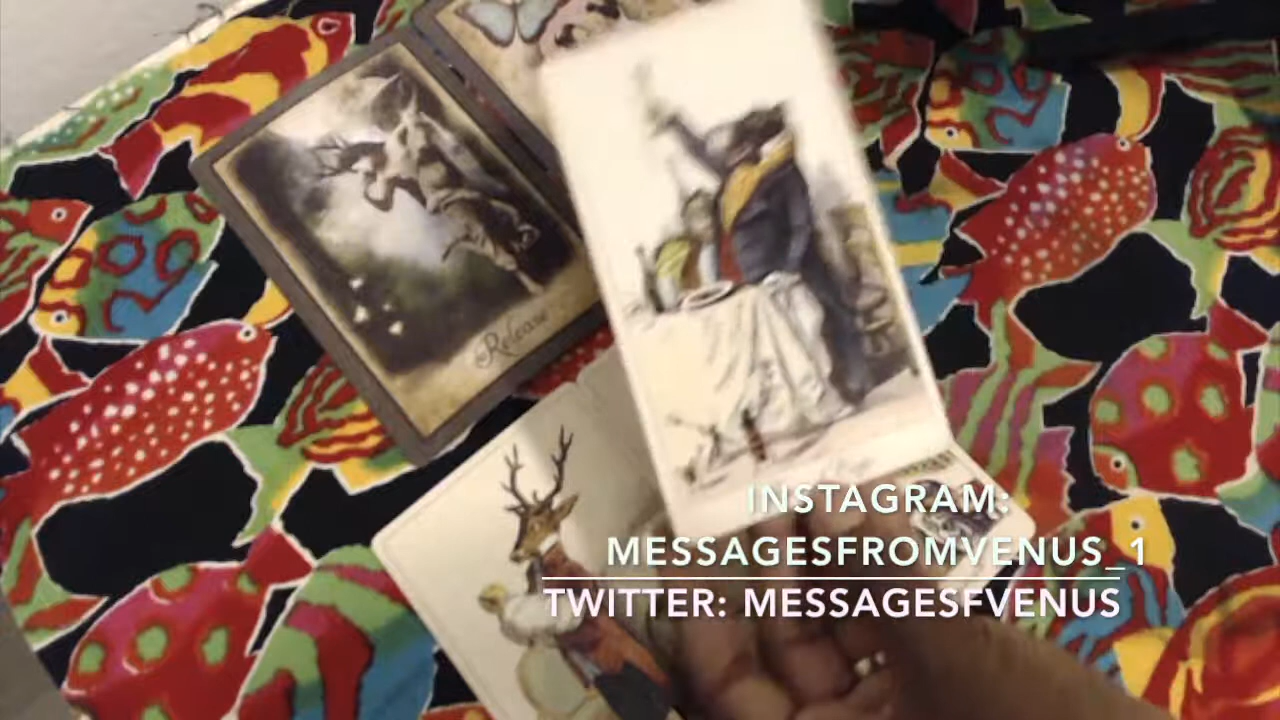 Release
INSTAGRAM:
MESSAGESFROMVENUS_1
TWITTER: MESSAGESFVENUS